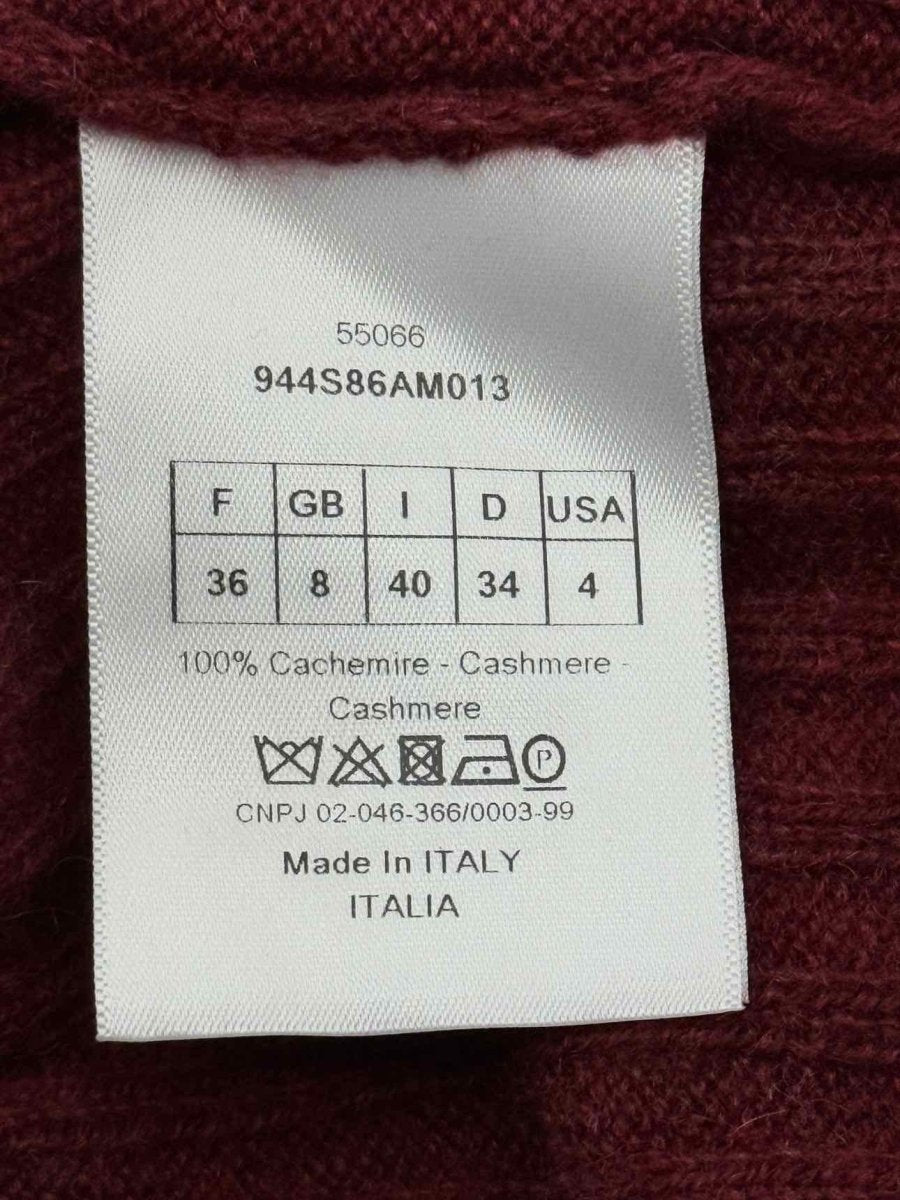 55066
944S86AM013
F GB I D USA
36 8 40 34 4
100% Cachemire - Cashmere -
Cashmere
P
CNPJ 02-046-366/0003-99
Made In ITALY
ITALIA